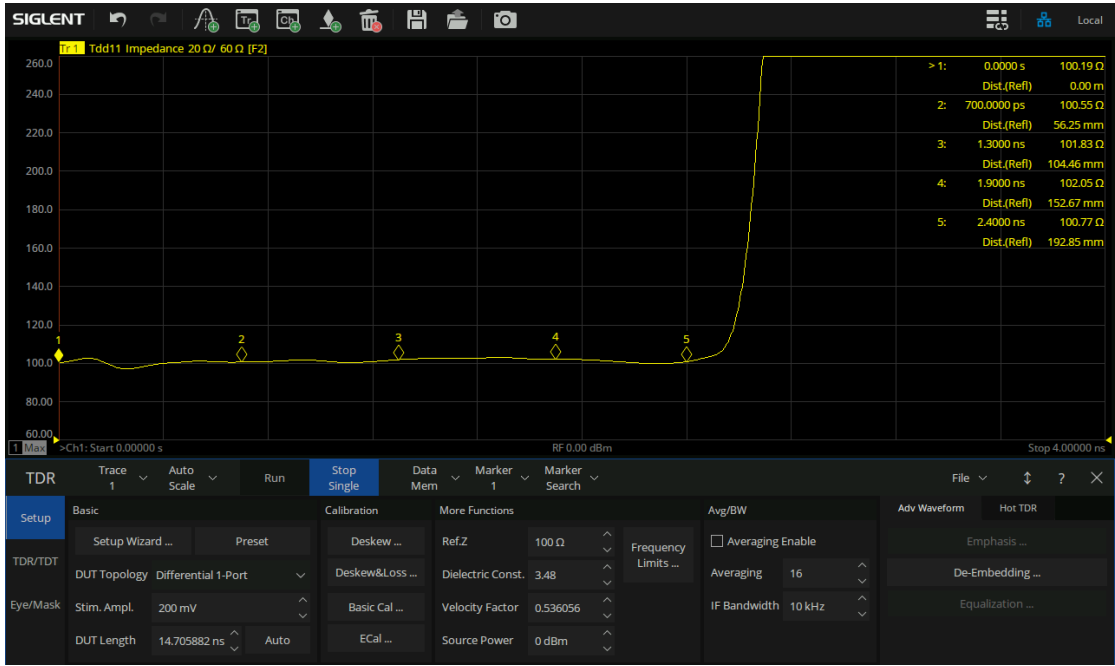 SIGLENT Tr Ch Local
Tr 1 Tdd11 Impedance 20 Ω/ 60 Ω [F2]
260.0
240.0
220.0
200.0
180.0
160.0
140.0
120.0
100.0
80.00
60.00
> 1: 0.0000 s 100.19 Ω
Dist.(Refl) 0.00 m
2: 700.0000 ps 100.55 Ω
Dist.(Refl) 56.25 mm
3: 1.3000 ns 101.83 Ω
Dist.(Refl) 104.46 mm
4: 1.9000 ns 102.05 Ω
Dist.(Refl) 152.67 mm
5: 2.4000 ns 100.77 Ω
Dist.(Refl) 192.85 mm
1 2 3 4 5
1 Max >Ch1: Start 0.00000 s RF 0.00 dBm Stop 4.00000 ns
TDR Trace 1 Auto Scale Run Stop Single Data Mem Marker 1 Marker Search File ?
Setup
TDR/TDT
Eye/Mask
Basic
Setup Wizard ... Preset
DUT Topology Differential 1-Port
Stim. Ampl. 200 mV
DUT Length 14.705882 ns Auto
Calibration
Deskew ...
Deskew&Loss ...
Basic Cal ...
ECal ...
More Functions
Ref.Z 100 Ω
Dielectric Const. 3.48
Velocity Factor 0.536056
Source Power 0 dBm
Frequency
Limits ...
Avg/BW
Averaging Enable
Averaging 16
IF Bandwidth 10 kHz
Adv Waveform Hot TDR
Emphasis ...
De-Embedding ...
Equalization ...